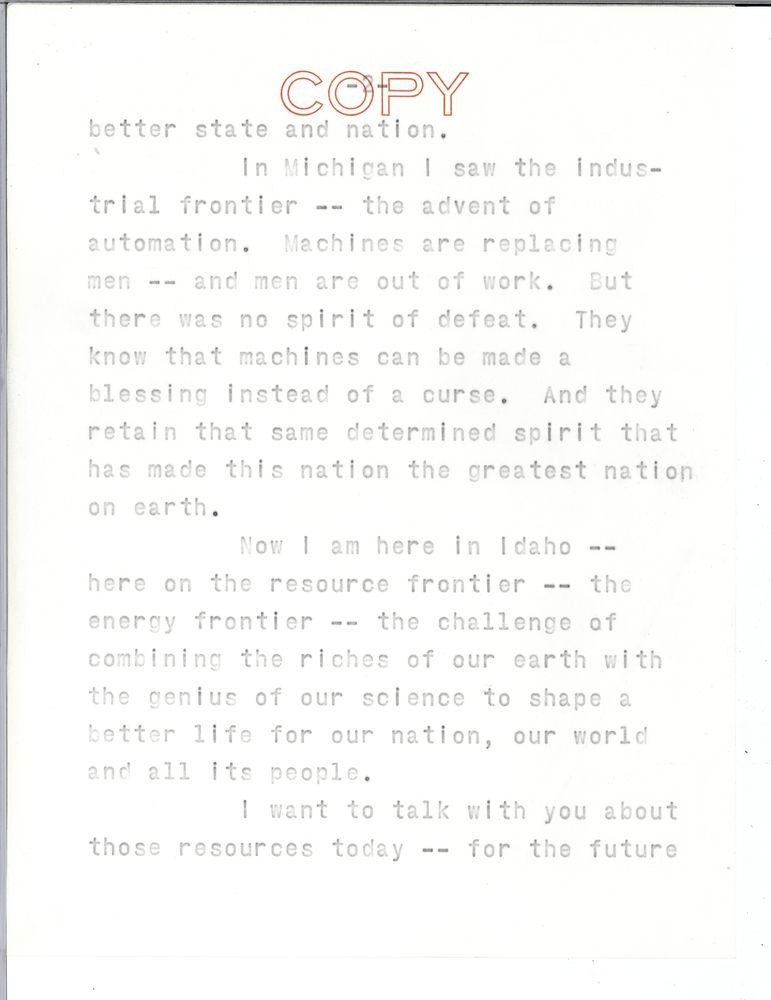 COPY
-2-
better state and nation.
In Michigan I saw the indus-
trial frontier -- the advent of
automation. Machines are replacing
men -- and men are out of work. But
there was no spirit of defeat. They
know that machines can be made a
blessing instead of a curse. And they
retain that same determined spirit that
has made this nation the greatest nation
on earth.
Now I am here in Idaho --
here on the resource frontier -- the
energy frontier -- the challenge of
combining the riches of our earth with
the genius of our science to shape a
better life for our nation, our world
and all its people.
I want to talk with you about
those resources today -- for the future